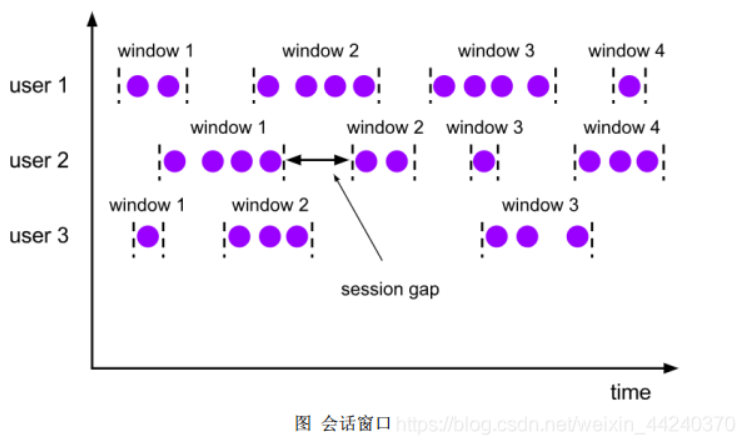 window 1 window 2 window 3 window 4
user 1
window 1 window 2 window 3 window 4
user 2
window 1 window 2 window 3
user 3
session gap
time
图 会话窗口 https://blog.csdn.net/weixin_44240370